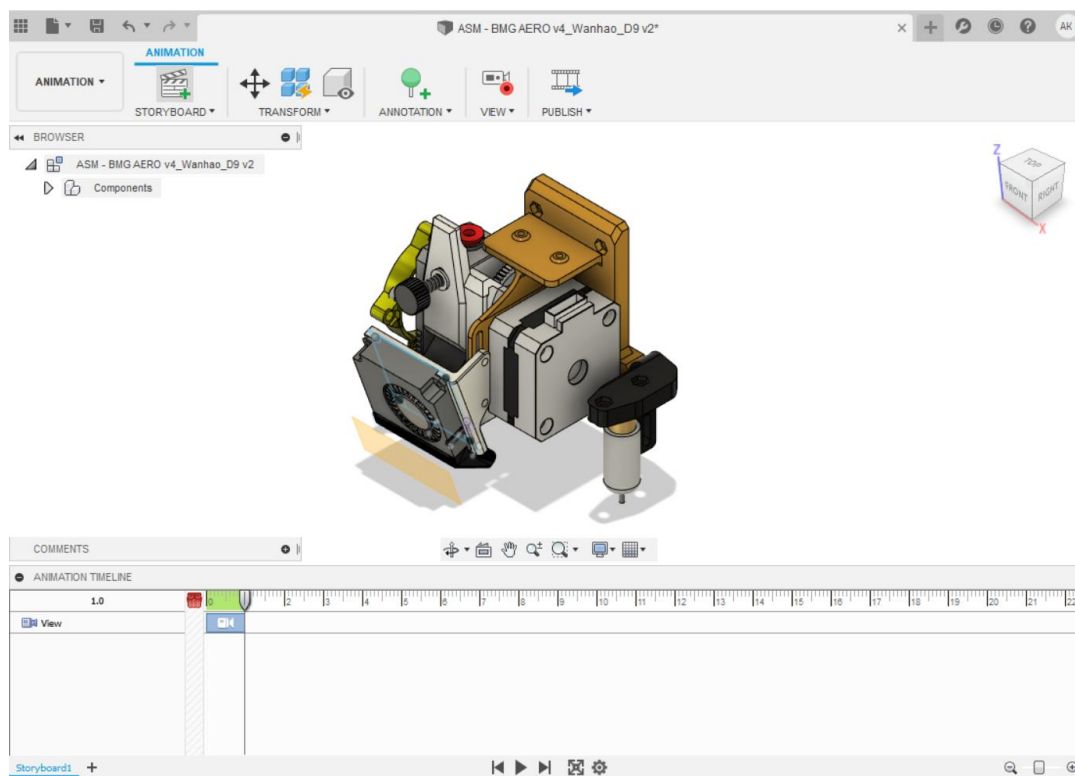 ASM - BMG AERO v4_Wanhao_D9 v2*
AK
ANIMATION
ANIMATION
STORYBOARD
TRANSFORM
ANNOTATION
VIEW
PUBLISH
BROWSER
ASM - BMG AERO v4_Wanhao_D9 v2
Components
Z
TOP
FRONT
RIGHT
X
COMMENTS
ANIMATION TIMELINE
1.0
0 2 3 4 5 6 7 8 9 10 11 12 13 14 15 16 17 18 19 20 21 22
View
Storyboard1